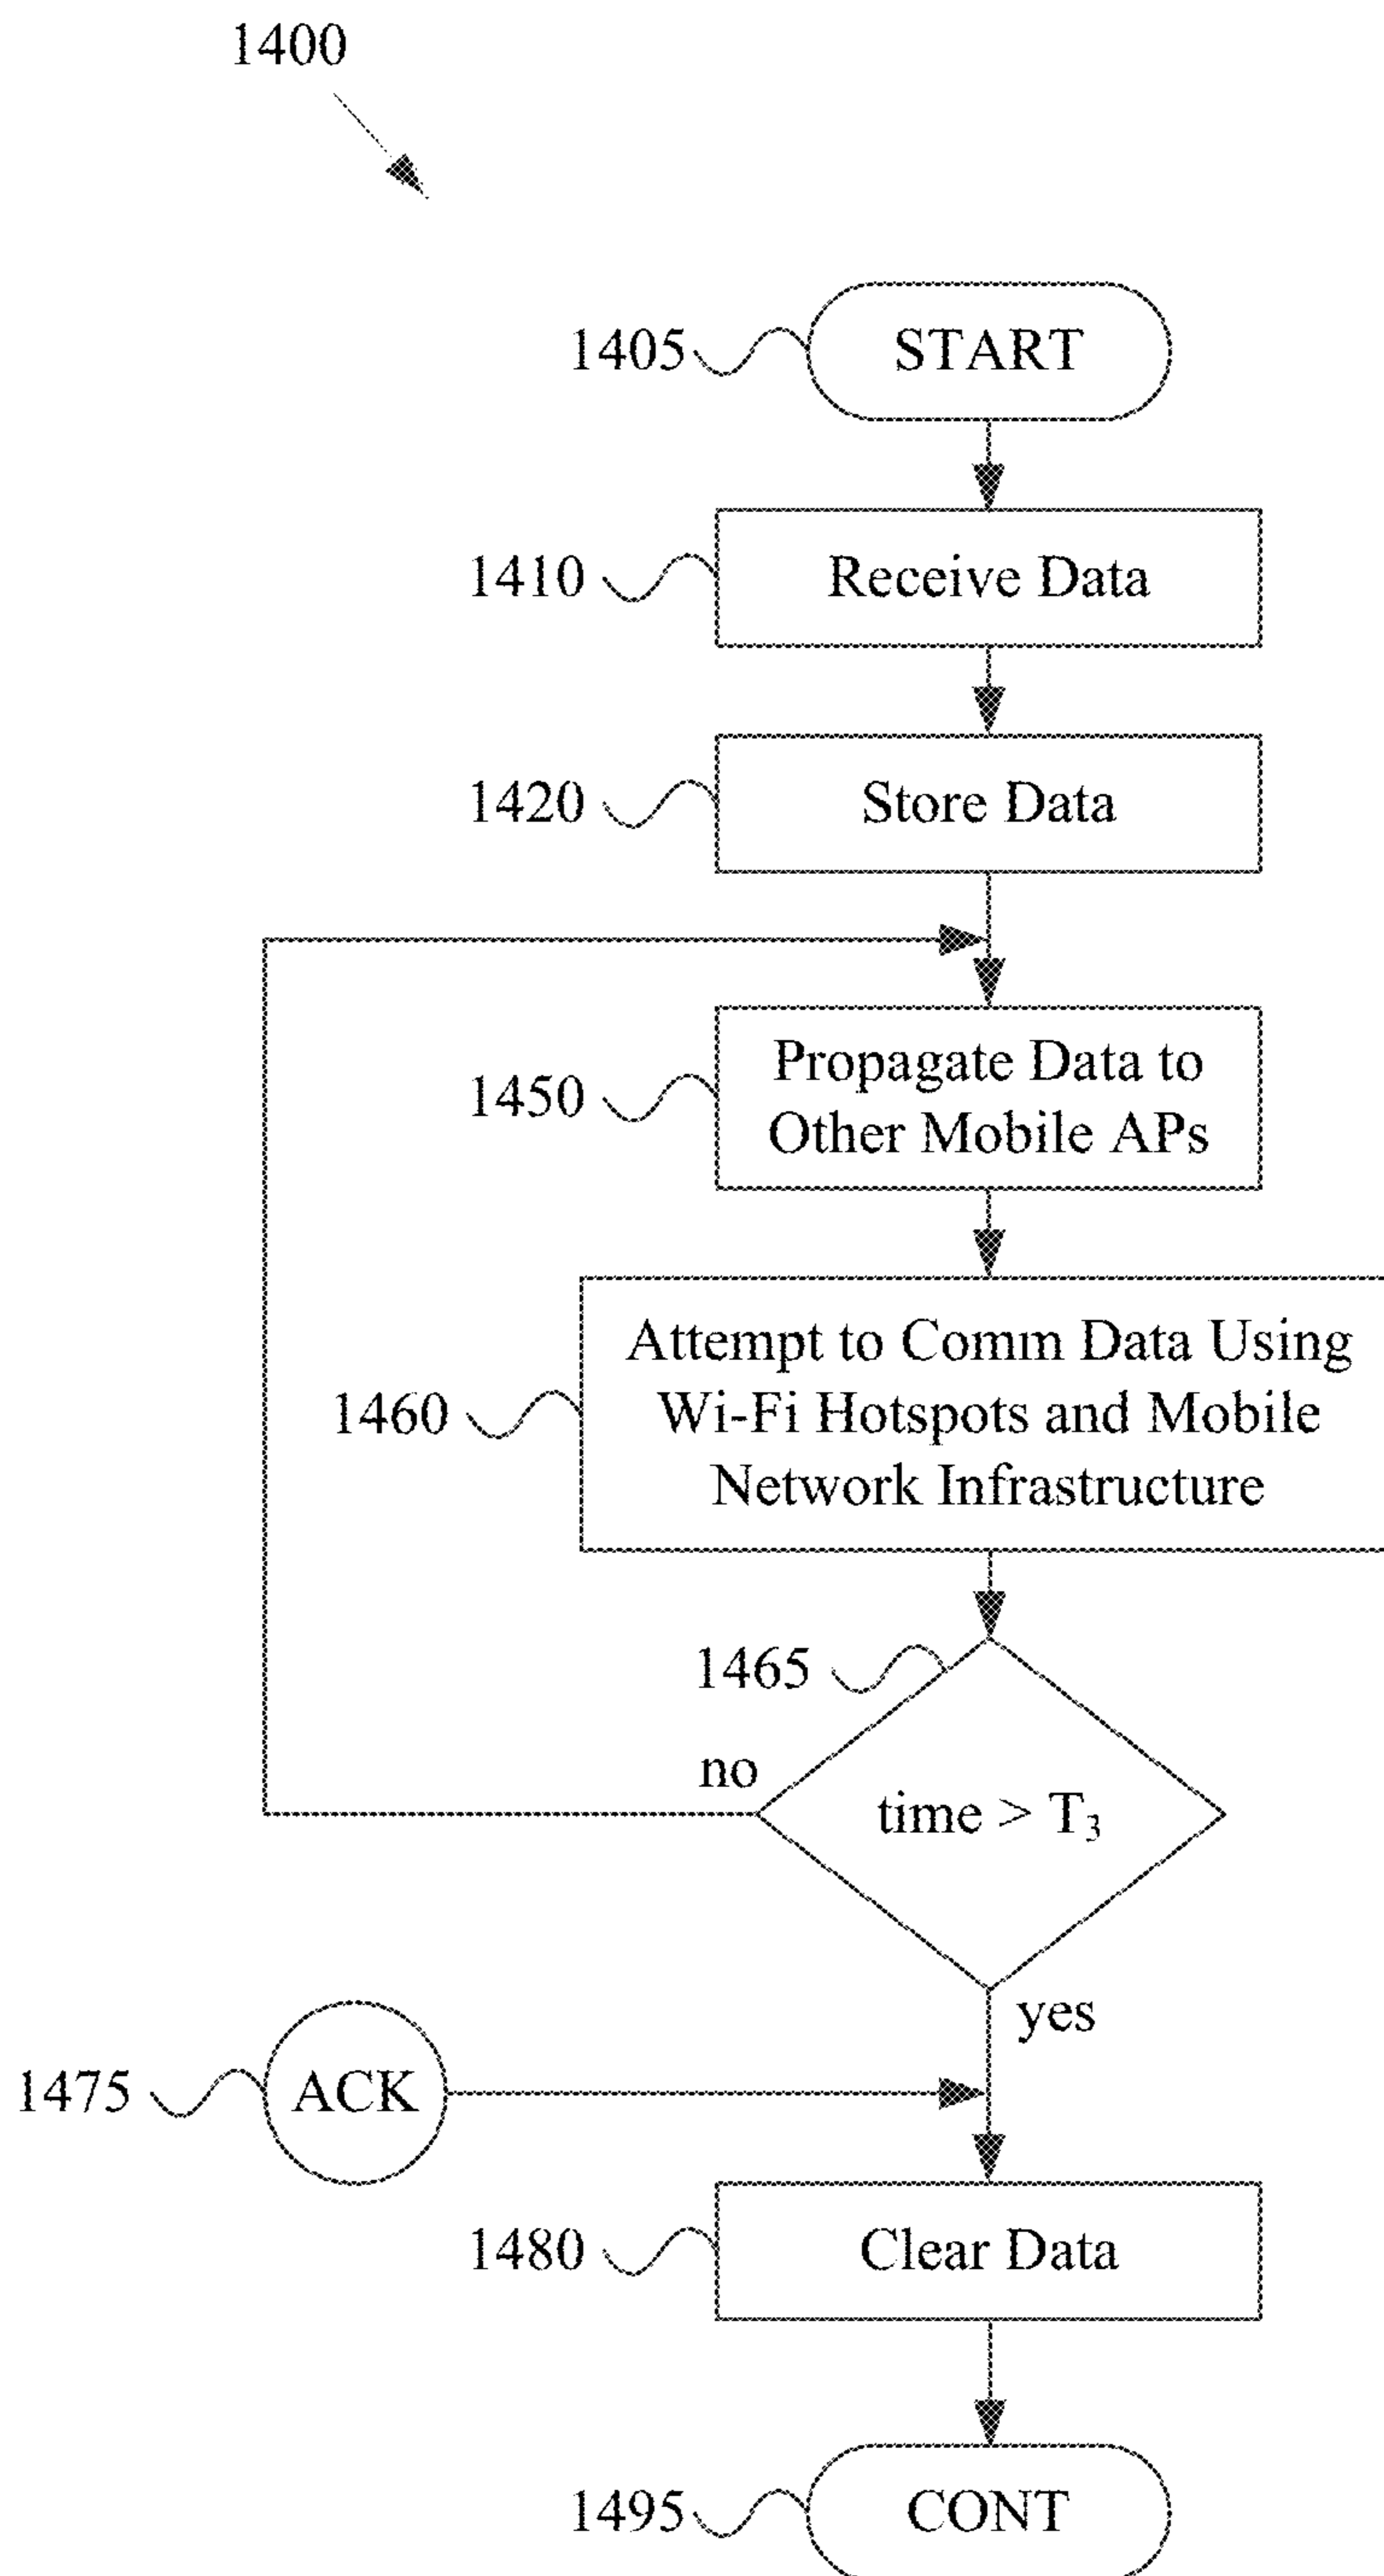 1400
1405 START
1410 Receive Data
1420 Store Data
1450 Propagate Data to
Other Mobile APs
Attempt to Comm Data Using
1460 Wi-Fi Hotspots and Mobile
Network Infrastructure
1465
no
time > T₃
yes
1475 ACK
1480 Clear Data
1495 CONT